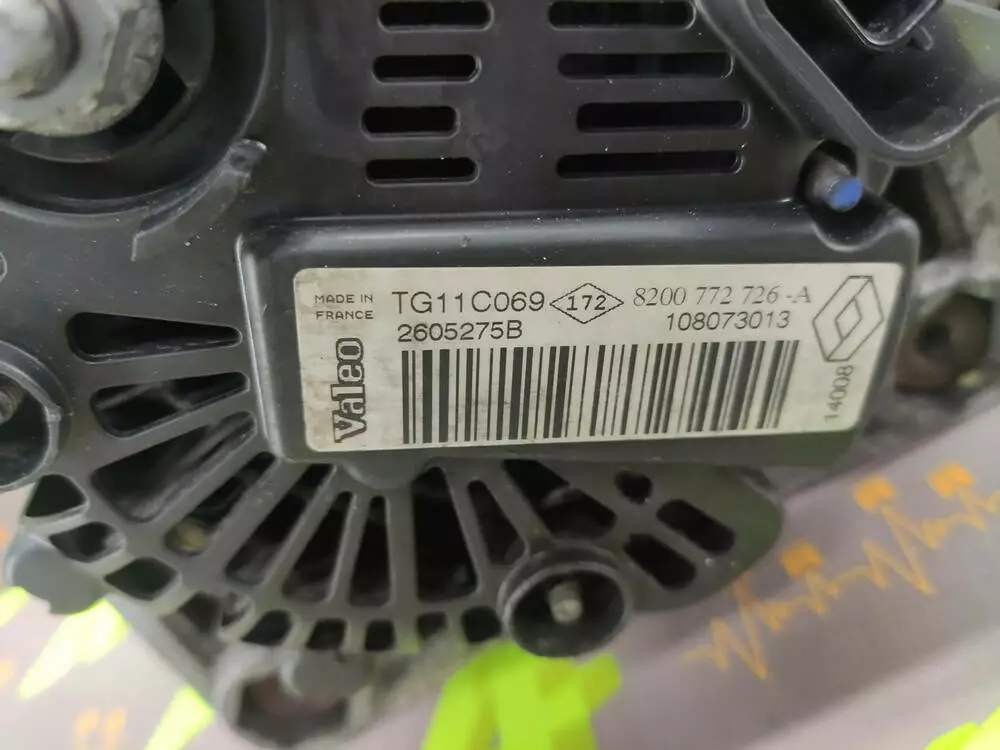 MADE IN
FRANCE
TG11C069
172
8200 772 726-A
2605275B
108073013
Valeo
14008